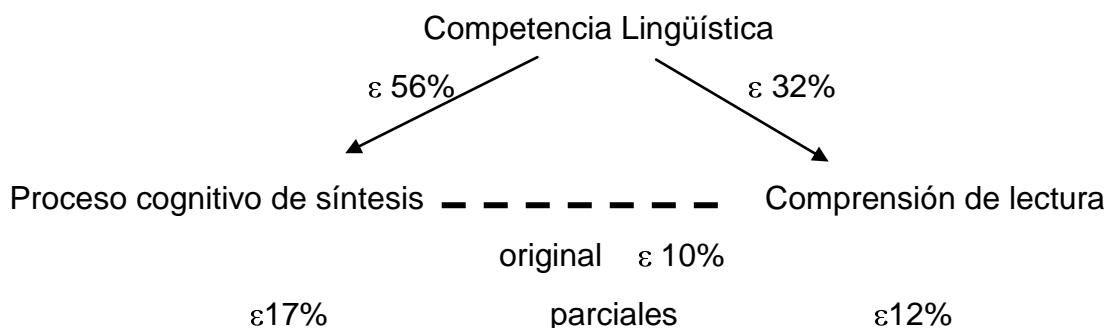 Competencia Lingüística
ε 56% ε 32%
Proceso cognitivo de síntesis Comprensión de lectura
original ε 10%
ε17% parciales ε12%